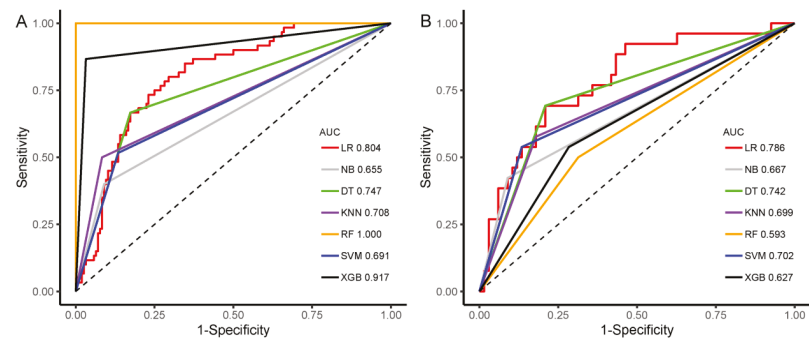 A
1.00
0.75
0.50
0.25
0.00
Sensitivity
0.00
0.25
0.50
0.75
1.00
1-Specificity
AUC
LR 0.804
NB 0.655
DT 0.747
KNN 0.708
RF 1.000
SVM 0.691
XGB 0.917
B
1.00
0.75
0.50
0.25
0.00
Sensitivity
0.00
0.25
0.50
0.75
1.00
1-Specificity
AUC
LR 0.786
NB 0.667
DT 0.742
KNN 0.699
RF 0.593
SVM 0.702
XGB 0.627